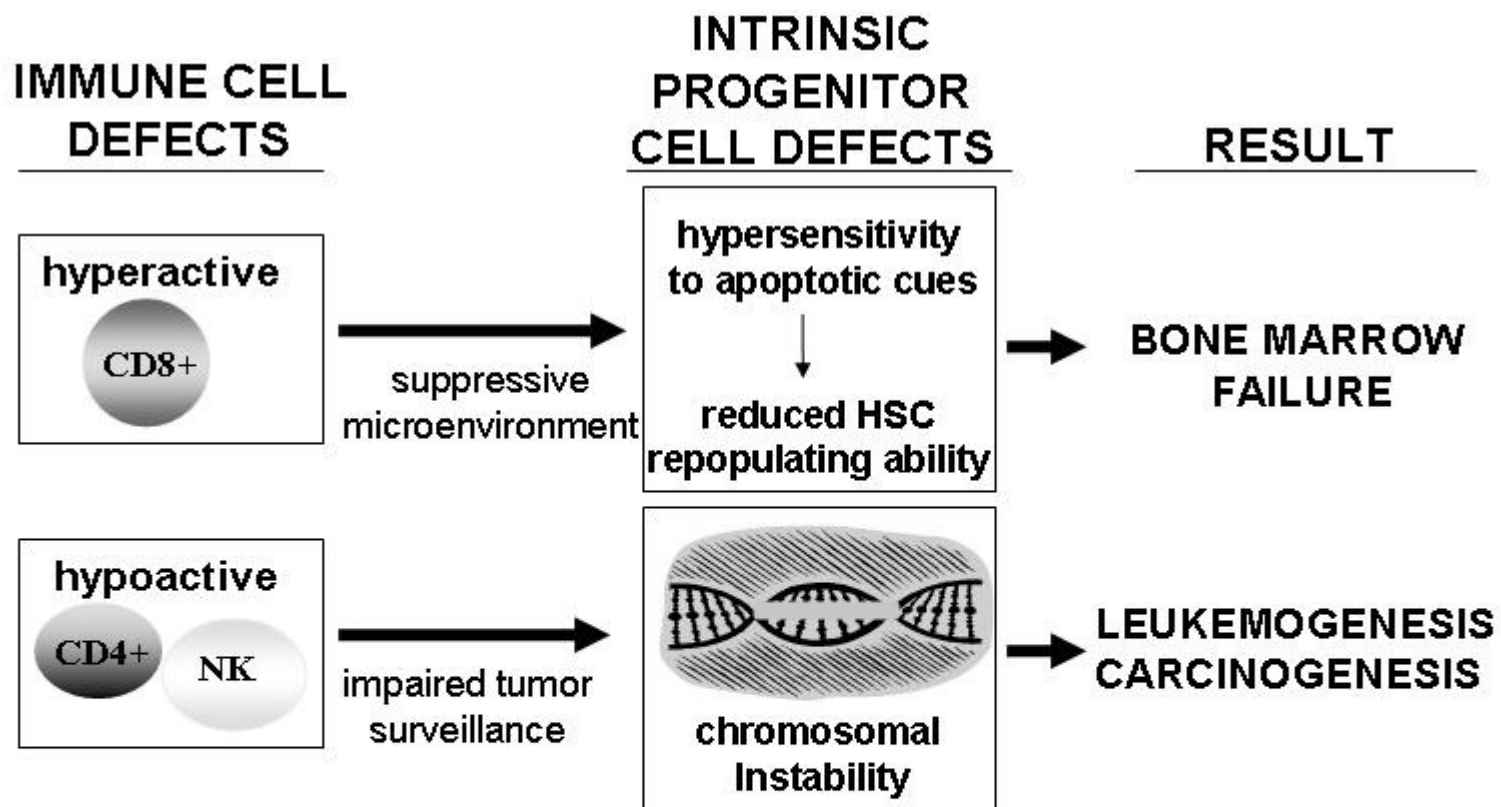 IMMUNE CELL
DEFECTS
INTRINSIC
PROGENITOR
CELL DEFECTS
RESULT
hyperactive
CD8+
suppressive
microenvironment
hypersensitivity
to apoptotic cues
reduced HSC
repopulating ability
BONE MARROW
FAILURE
hypoactive
CD4+
NK
impaired tumor
surveillance
chromosomal
Instability
LEUKEMOGENESIS
CARCINOGENESIS